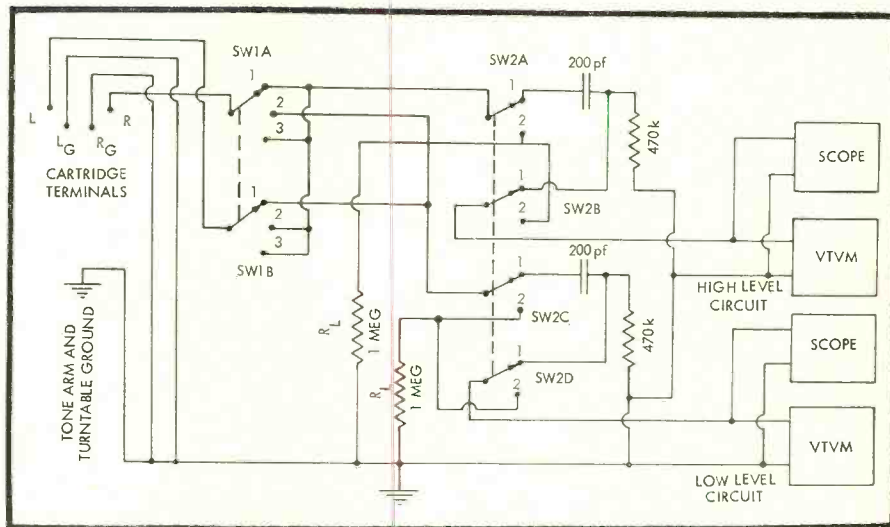 SW1A
1
2
3
SW2A
1
2
200 pf
470k
L
LG
RG
R
CARTRIDGE
TERMINALS
1
2
3
SW1B
1
2
SW2B
200 pf
SCOPE
VTVM
HIGH LEVEL
CIRCUIT
TONE ARM AND
TURNTABLE GROUND
RL
1 MEG
RL
1 MEG
1
2
SW2C
1
2
SW2D
470k
SCOPE
VTVM
LOW LEVEL
CIRCUIT